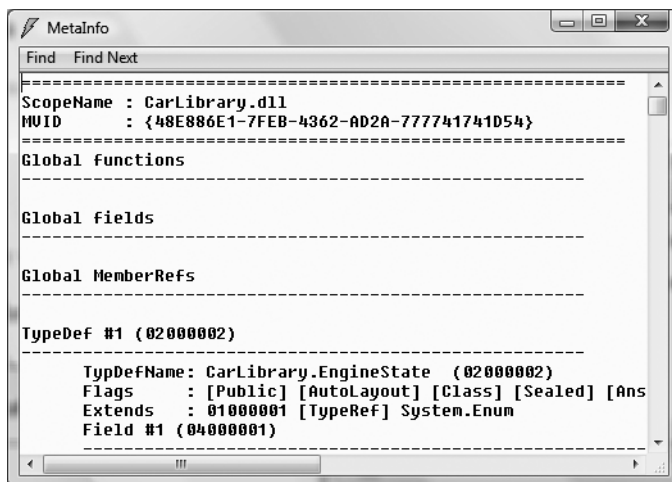 MetaInfo
Find Find Next
===========================================================
ScopeName : CarLibrary.dll
MVID      : {48E886E1-7FEB-4362-AD2A-777741741D54}
===========================================================
Global functions
-------------------------------------------------------
Global fields
-------------------------------------------------------
Global MemberRefs
-------------------------------------------------------
TypeDef #1 (02000002)
-------------------------------------------------------
TypDefName: CarLibrary.EngineState  (02000002)
Flags     : [Public] [AutoLayout] [Class] [Sealed] [Ans
Extends   : 01000001 [TypeRef] System.Enum
Field #1 (04000001)
-------------------------------------------------------